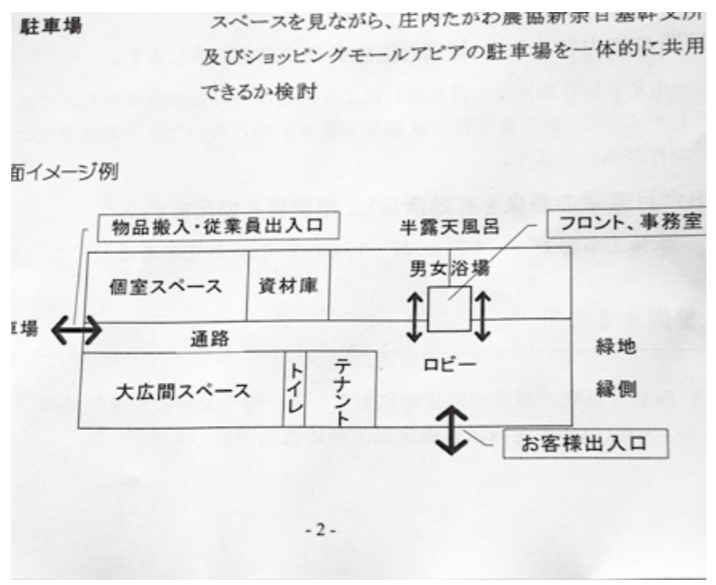 駐車場
スペースを見ながら、庄内たがわ農協新余目基幹支所
及びショッピングモールアピアの駐車場を一体的に共用
できるか検討
面イメージ例
物品搬入・従業員出入口
半露天風呂
フロント、事務室
男女浴場
個室スペース
資材庫
車場
通路
ロビー
緑地
縁側
大広間スペース
トイレ
テナント
お客様出入口
- 2 -